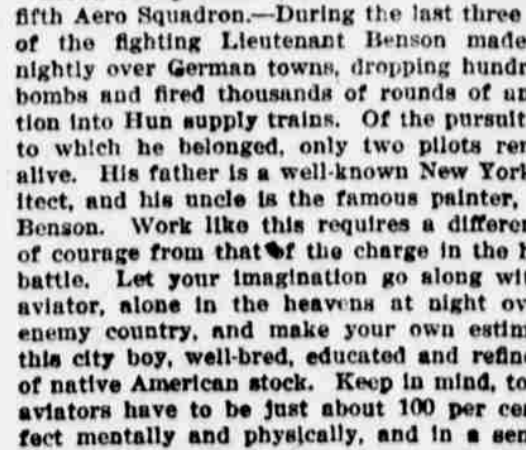 fifth Aero Squadron.—During the last three
of the fighting Lieutenant Benson made
nightly over German towns, dropping hundr
bombs and fired thousands of rounds of am
tion into Hun supply trains. Of the pursuit
to which he belonged, only two pilots rem
alive. His father is a well-known New York
itect, and his uncle is the famous painter,
Benson. Work like this requires a differen
of courage from that of the charge in the h
battle. Let your imagination go along wit
aviator, alone in the heavens at night ov
enemy country, and make your own estim
this city boy, well-bred, educated and refine
of native American stock. Keep in mind, to
aviators have to be just about 100 per cen
fect mentally and physically, and in a sen